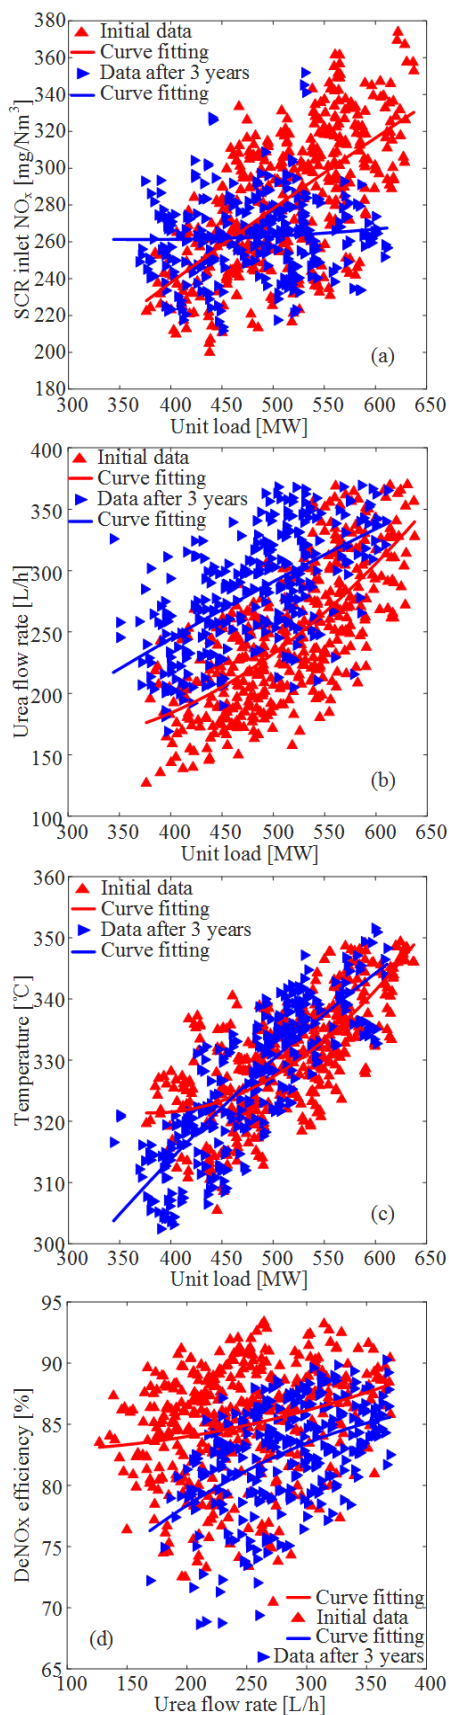 380
360
340
320
300
280
260
240
220
200
180
SCR inlet NOx [mg/Nm³]
Initial data
Curve fitting
Data after 3 years
Curve fitting
(a)
300 350 400 450 500 550 600 650
Unit load [MW]
400
350
300
250
200
150
100
Urea flow rate [L/h]
Initial data
Curve fitting
Data after 3 years
Curve fitting
(b)
300 350 400 450 500 550 600 650
Unit load [MW]
360
350
340
330
320
310
300
Temperature [℃]
Initial data
Curve fitting
Data after 3 years
Curve fitting
(c)
300 350 400 450 500 550 600 650
Unit load [MW]
95
90
85
80
75
70
65
DeNOx efficiency [%]
Curve fitting
Initial data
Curve fitting
Data after 3 years
(d)
100 150 200 250 300 350 400
Urea flow rate [L/h]